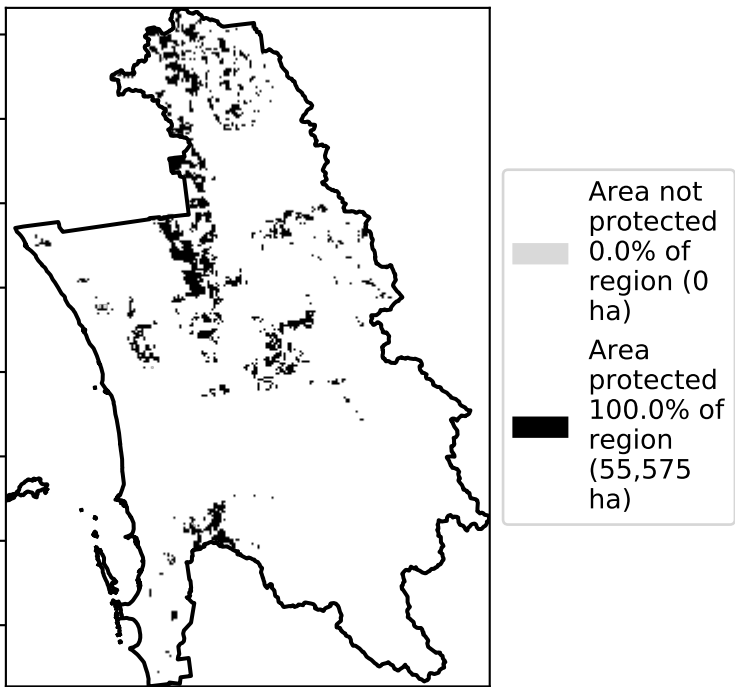 Area not
protected
0.0% of
region (0
ha)
Area
protected
100.0% of
region
(55,575
ha)